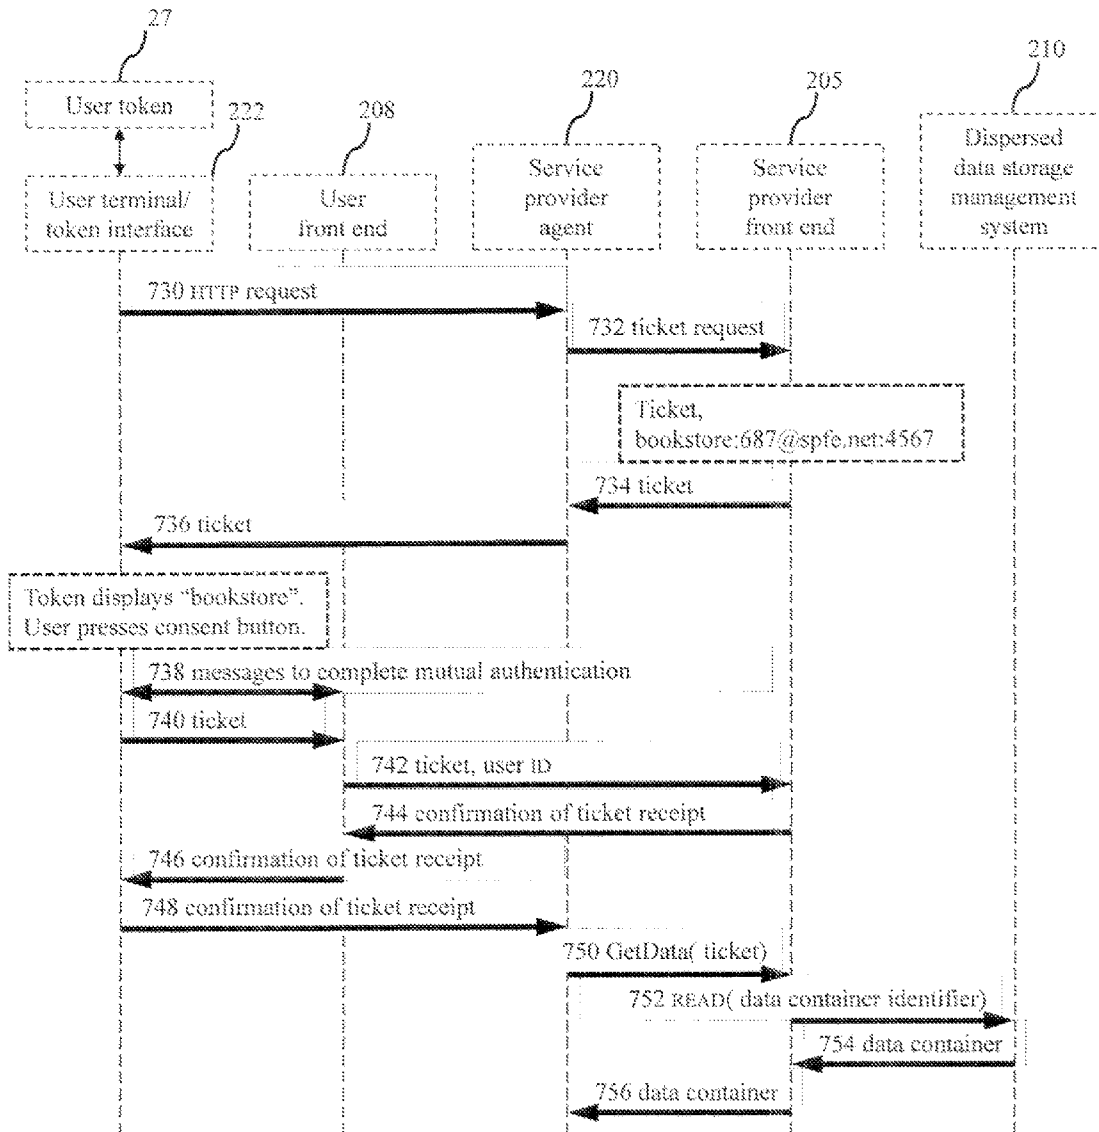 27
210
220
205
208
222
User token
User terminal/
token interface
User
front end
Service
provider
agent
Service
provider
front end
Dispersed
data storage
management
system
730 HTTP request
732 ticket request
Ticket,
bookstore:687@spfe.net:4567
734 ticket
736 ticket
Token displays “bookstore”.
User presses consent button.
738 messages to complete mutual authentication
740 ticket
742 ticket, user ID
744 confirmation of ticket receipt
746 confirmation of ticket receipt
748 confirmation of ticket receipt
750 GetData( ticket)
752 READ( data container identifier)
754 data container
756 data container